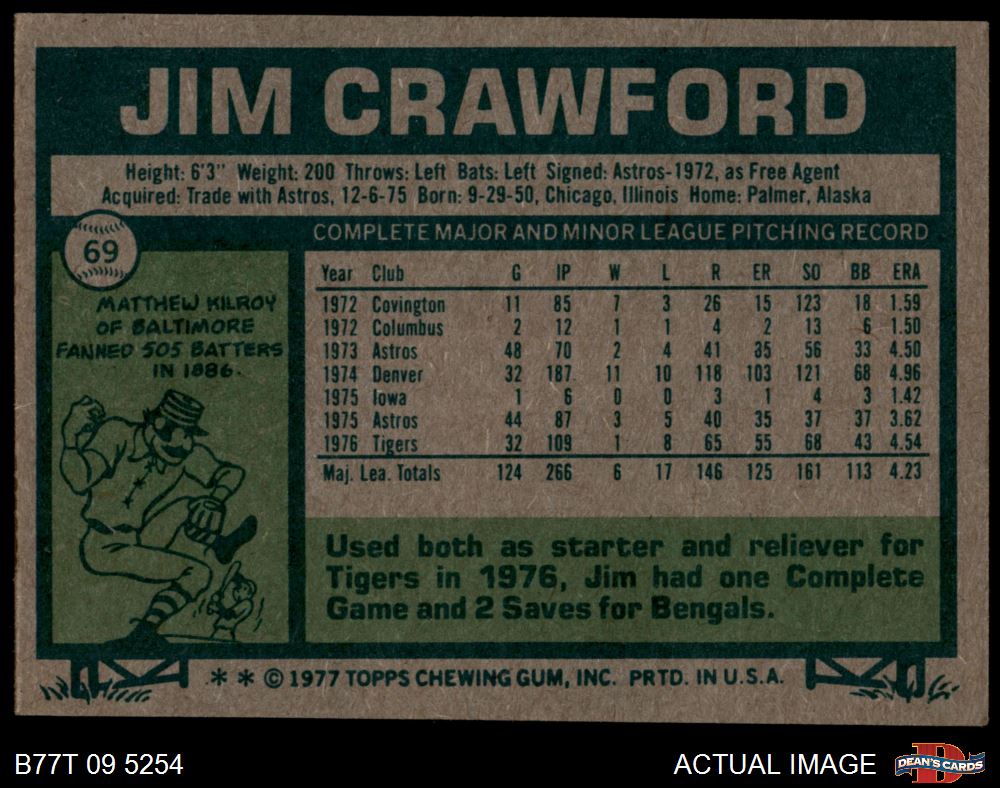 JIM CRAWFORD
Height: 6'3" Weight: 200 Throws: Left Bats: Left Signed: Astros-1972, as Free Agent
Acquired: Trade with Astros, 12-6-75 Born: 9-29-50, Chicago, Illinois Home: Palmer, Alaska
69
MATTHEW KILROY
OF BALTIMORE
FANNED 505 BATTERS
IN 1886.
COMPLETE MAJOR AND MINOR LEAGUE PITCHING RECORD
Year Club G IP W L R ER SO BB ERA
1972 Covington 11 85 7 3 26 15 123 18 1.59
1972 Columbus 2 12 1 1 4 2 13 6 1.50
1973 Astros 48 70 2 4 41 35 56 33 4.50
1974 Denver 32 187 11 10 118 103 121 68 4.96
1975 Iowa 1 6 0 0 3 1 4 3 1.42
1975 Astros 44 87 3 5 40 35 37 37 3.62
1976 Tigers 32 109 1 8 65 55 68 43 4.54
Maj. Lea. Totals 124 266 6 17 146 125 161 113 4.23
Used both as starter and reliever for
Tigers in 1976, Jim had one Complete
Game and 2 Saves for Bengals.
* * © 1977 TOPPS CHEWING GUM, INC. PRTD. IN U.S.A.
B77T 09 5254
ACTUAL IMAGE
DEAN'S CARDS